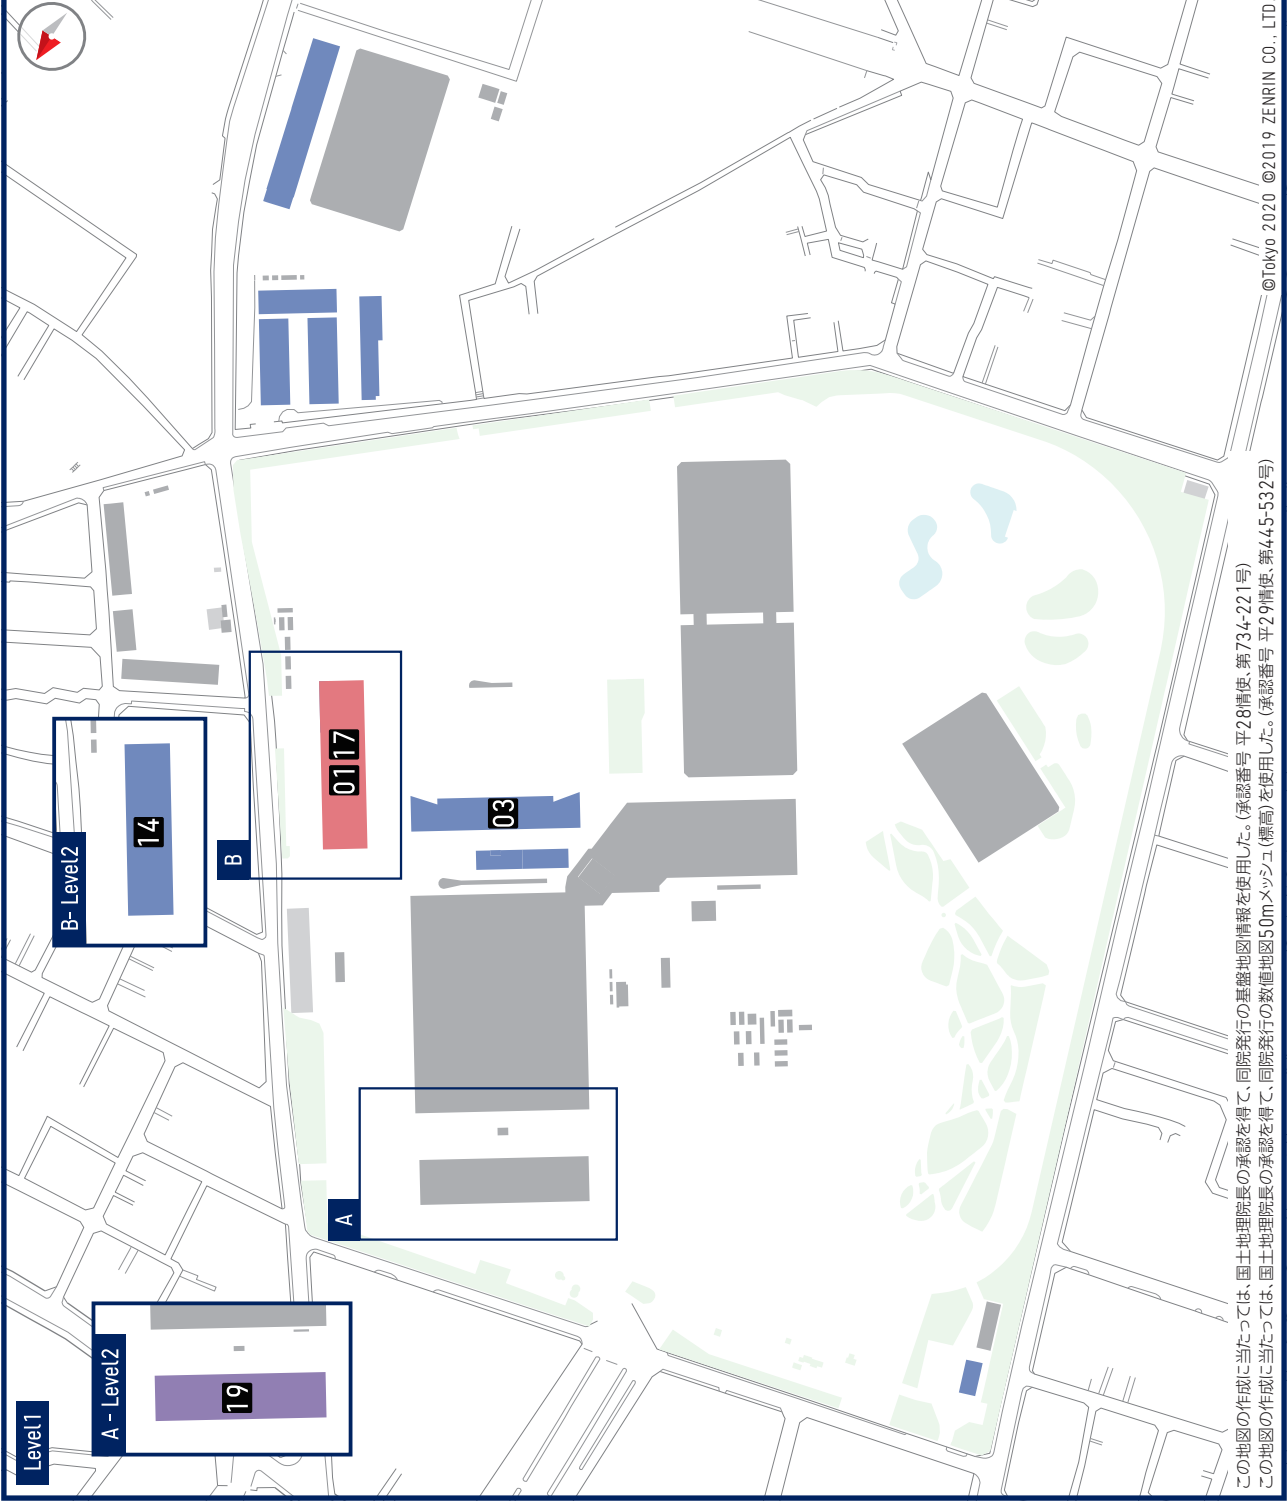 Level1
A - Level2
19
A
B- Level2
14
B
01 17
03
この地図の作成に当たっては、国土地理院長の承認を得て、同院発行の基盤地図情報を使用した。(承認番号 平28情使、第734-221号)
この地図の作成に当たっては、国土地理院長の承認を得て、同院発行の数値地図50mメッシュ(標高)を使用した。(承認番号 平29情使、第445-532号)
©Tokyo 2020 ©2019 ZENRIN CO., LTD